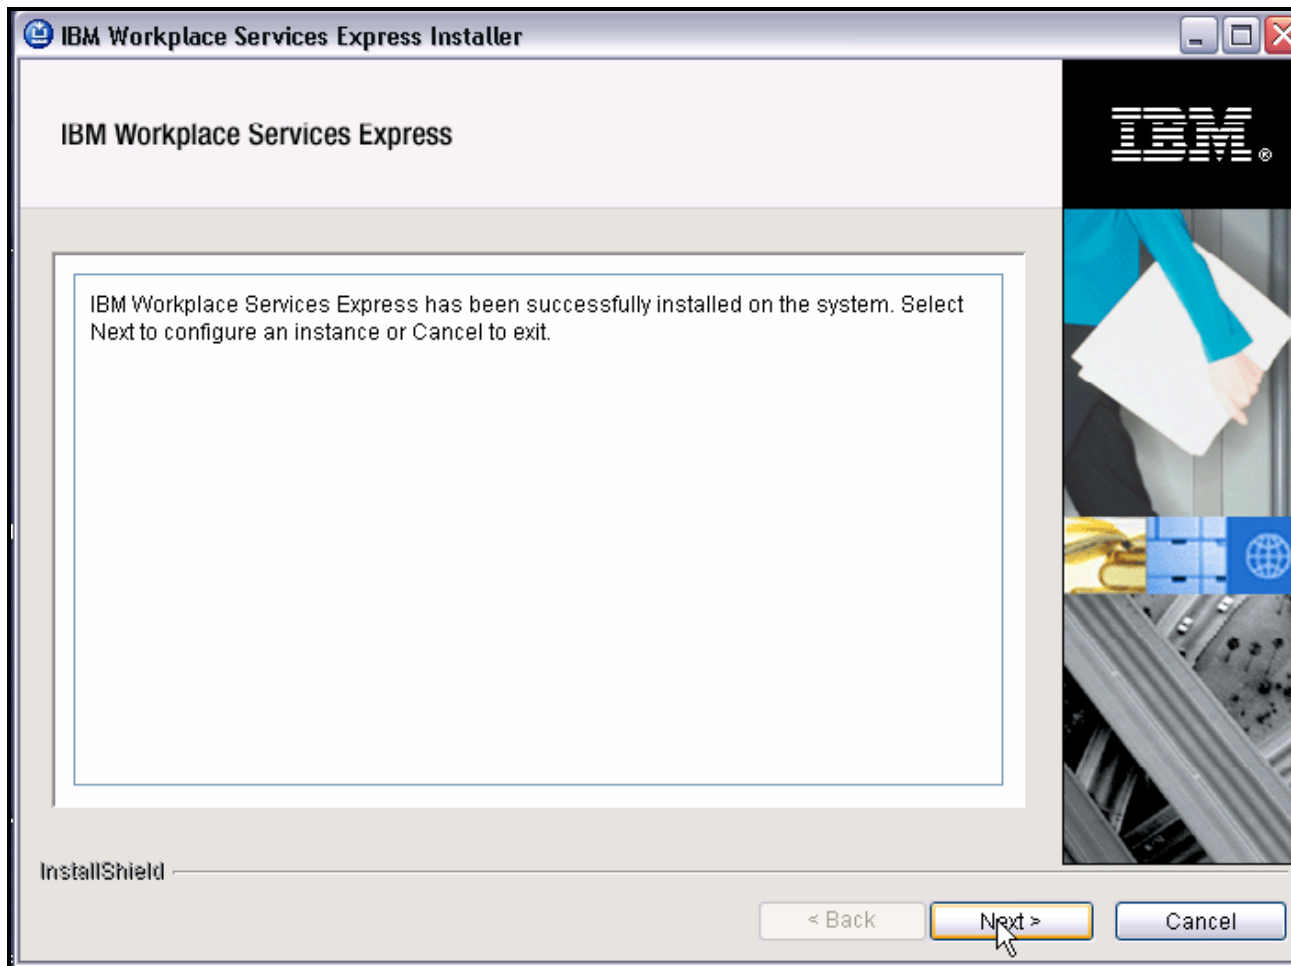 IBM Workplace Services Express Installer
IBM Workplace Services Express
IBM®
IBM Workplace Services Express has been successfully installed on the system. Select
Next to configure an instance or Cancel to exit.
InstallShield
< Back
Next >
Cancel